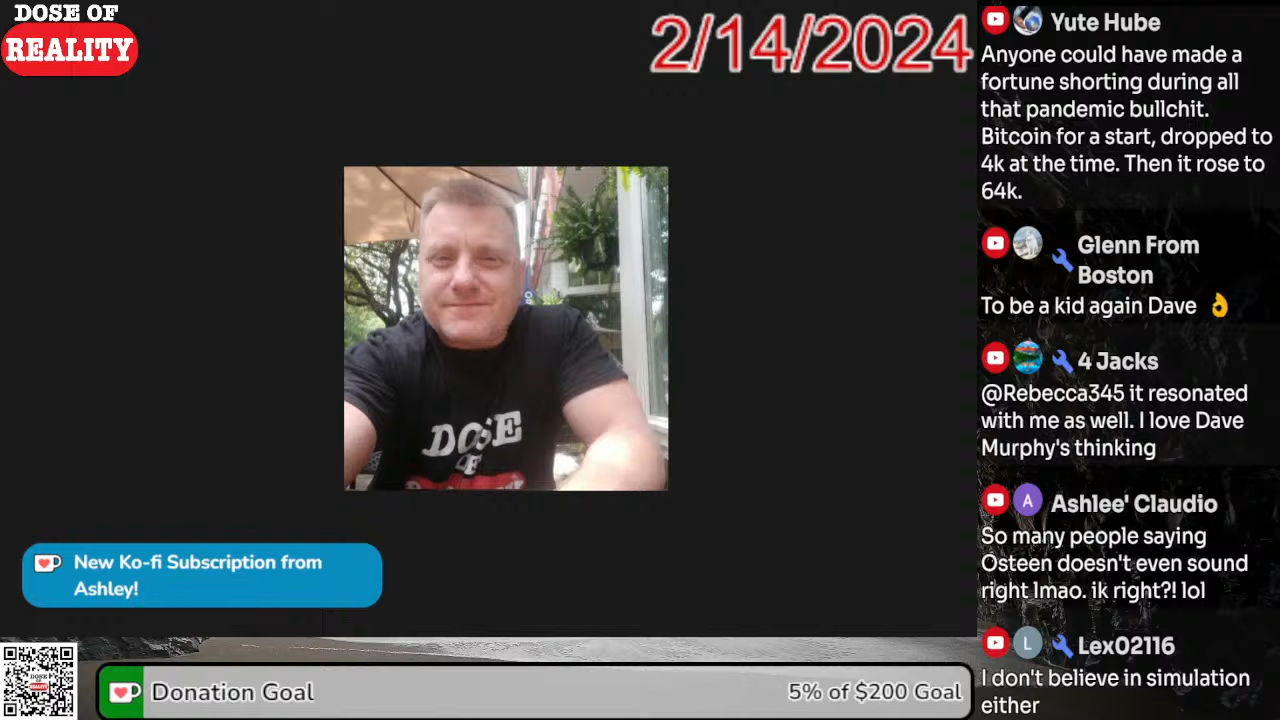 DOSE OF
REALITY
2/14/2024
DOSE
OF
New Ko-fi Subscription from
Ashley!
Donation Goal
5% of $200 Goal
Yute Hube
Anyone could have made a
fortune shorting during all
that pandemic bullchit.
Bitcoin for a start, dropped to
4k at the time. Then it rose to
64k.
Glenn From
Boston
To be a kid again Dave 👌
4 Jacks
@Rebecca345 it resonated
with me as well. I love Dave
Murphy's thinking
A
Ashlee' Claudio
So many people saying
Osteen doesn't even sound
right lmao. ik right?! lol
L
Lex02116
I don't believe in simulation
either